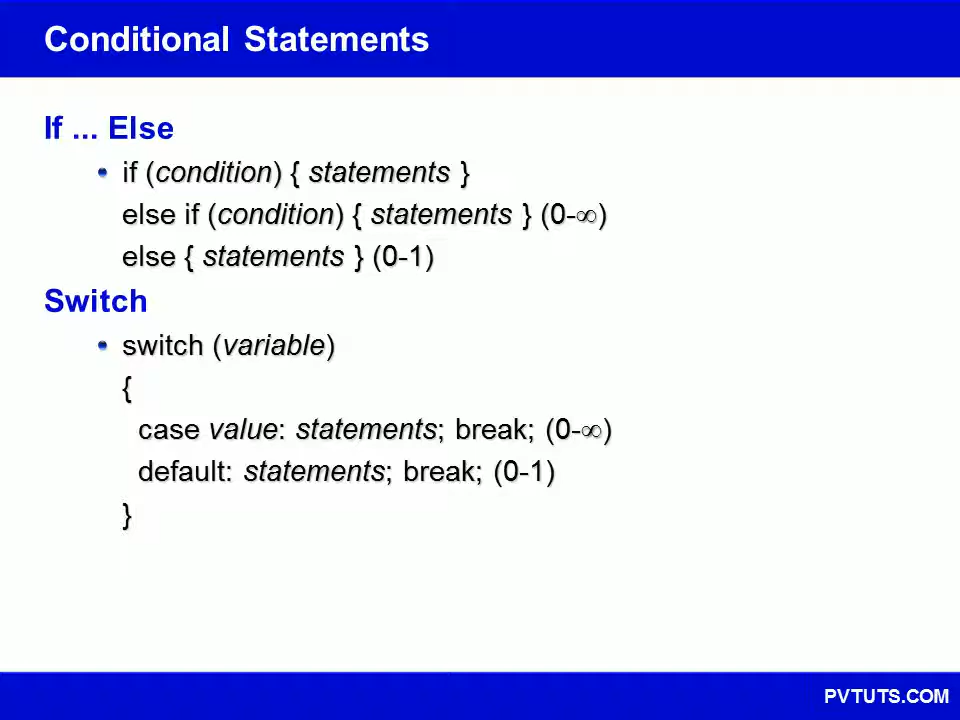 Conditional Statements
If ... Else
• if (condition) { statements }
else if (condition) { statements } (0-∞)
else { statements } (0-1)
Switch
• switch (variable)
{
case value: statements; break; (0-∞)
default: statements; break; (0-1)
}
PVTUTS.COM